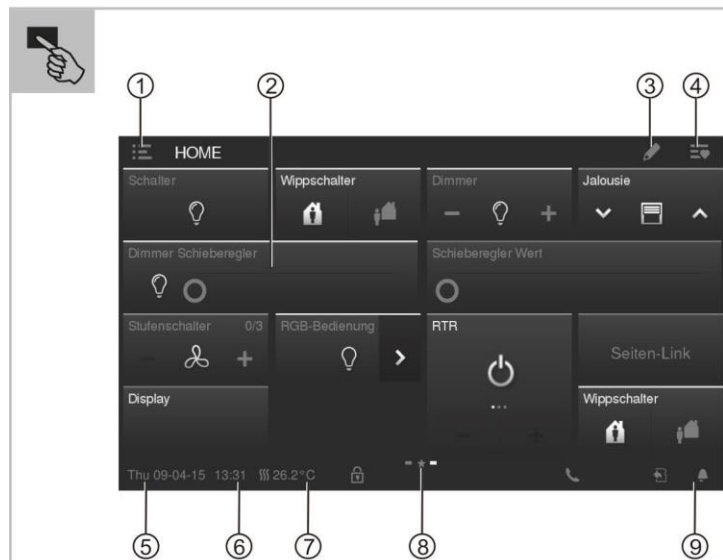 ① ② ③ ④
HOME
Schalter Wippschalter Dimmer Jalousie
Dimmer Schieberegler Schieberegler Wert
Stufenschalter 0/3 RGB-Bedienung RTR
Seiten-Link
Display Wippschalter
Thu 09-04-15 13:31 26.2°C
⑤ ⑥ ⑦ ⑧ ⑨